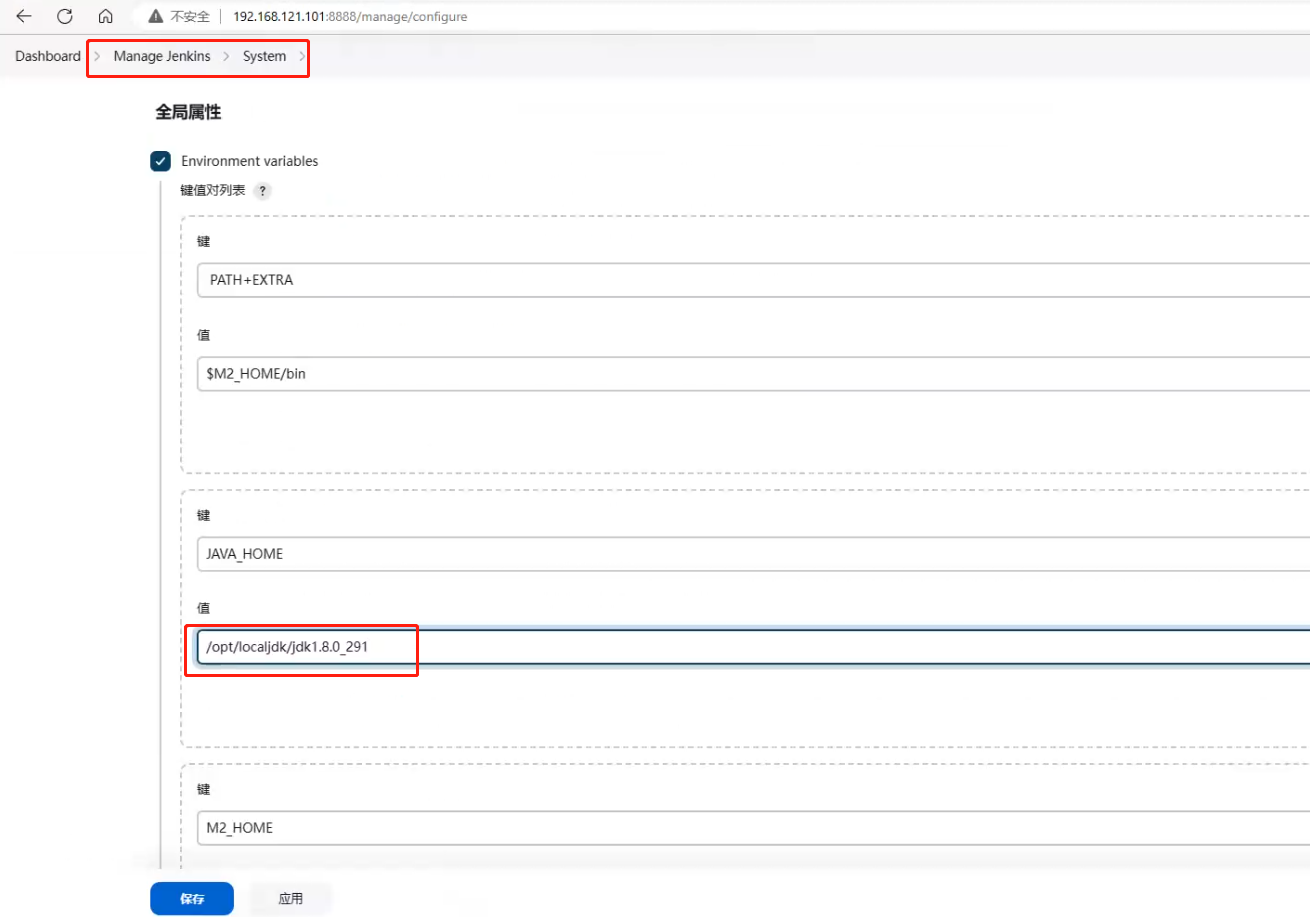 不安全 192.168.121.101:8888/manage/configure
Dashboard > Manage Jenkins > System >
全局属性
Environment variables
键值对列表 ?
键
PATH+EXTRA
值
$M2_HOME/bin
键
JAVA_HOME
值
/opt/localjdk/jdk1.8.0_291
键
M2_HOME
保存 应用